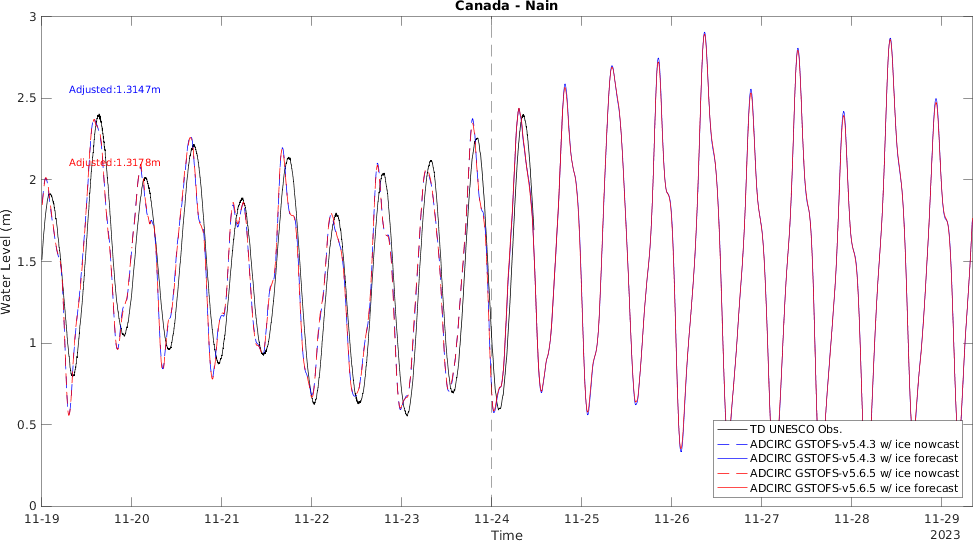 Canada - Nain
3
2.5
2
1.5
1
0.5
0
Water Level (m)
Adjusted:1.3147m
Adjusted:1.3178m
TD UNESCO Obs.
ADCIRC GSTOFS-v5.4.3 w/ ice nowcast
ADCIRC GSTOFS-v5.4.3 w/ ice forecast
ADCIRC GSTOFS-v5.6.5 w/ ice nowcast
ADCIRC GSTOFS-v5.6.5 w/ ice forecast
11-19 11-20 11-21 11-22 11-23 11-24 11-25 11-26 11-27 11-28 11-29
Time 2023